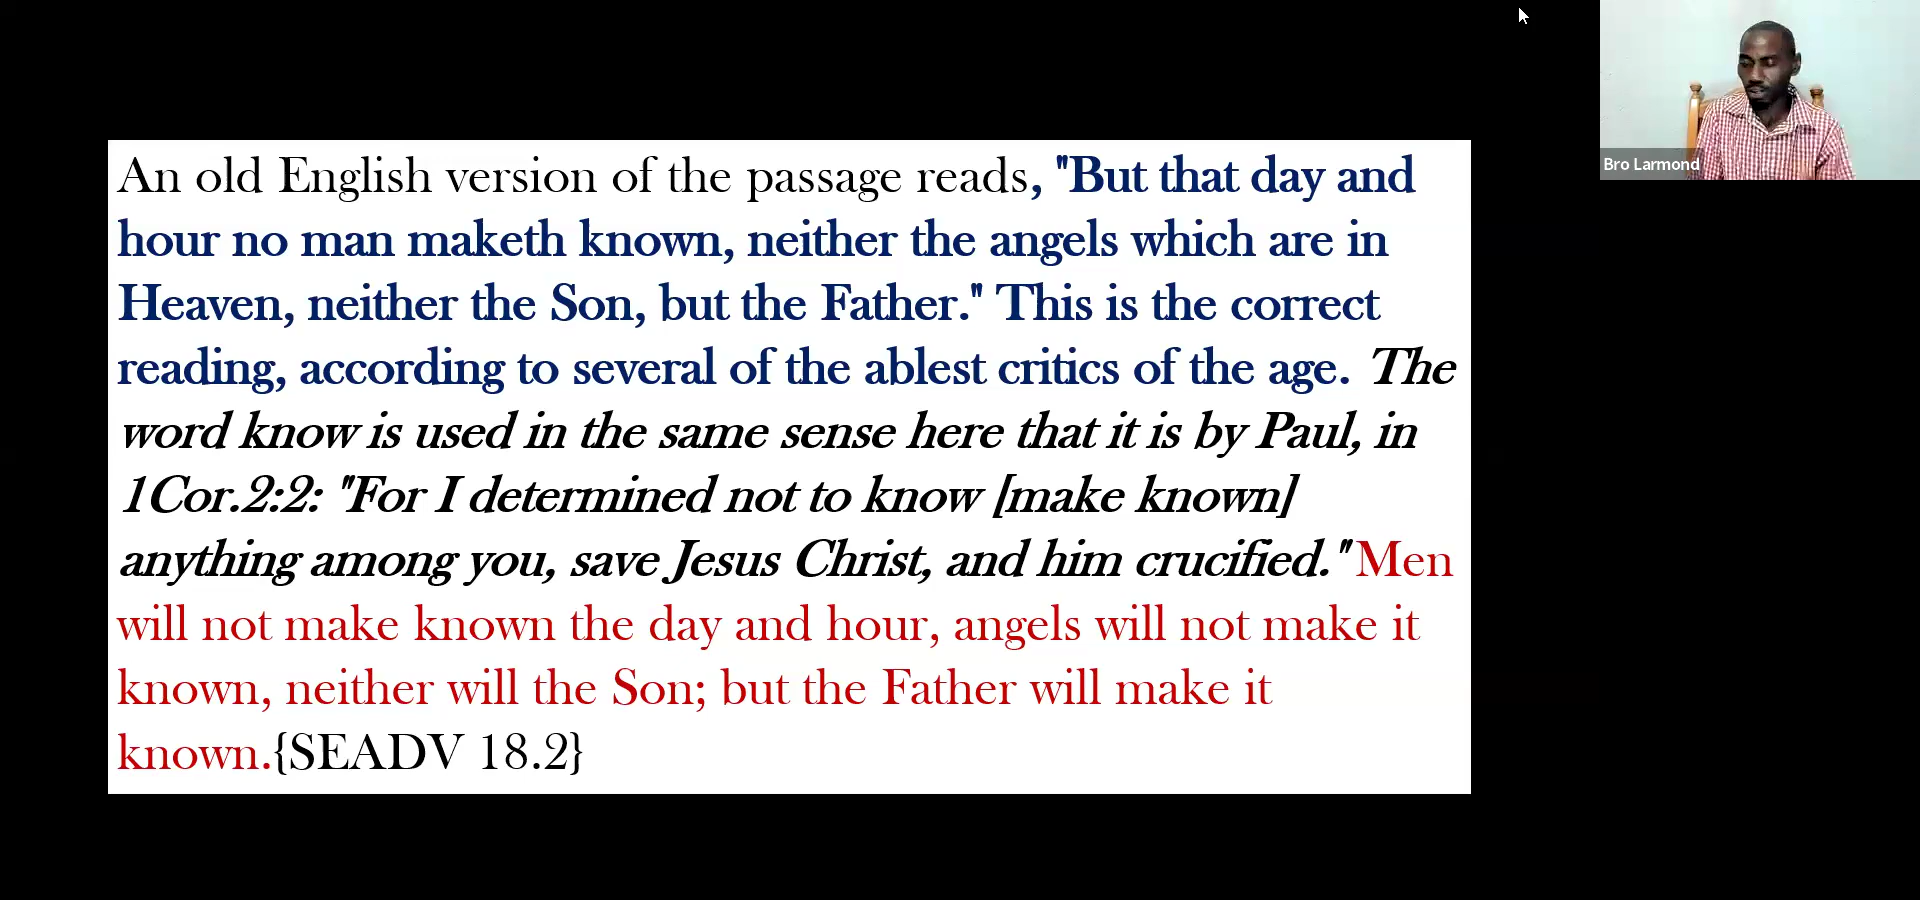 An old English version of the passage reads, "But that day and
hour no man maketh known, neither the angels which are in
Heaven, neither the Son, but the Father." This is the correct
reading, according to several of the ablest critics of the age. The
word know is used in the same sense here that it is by Paul, in
1Cor.2:2: "For I determined not to know [make known]
anything among you, save Jesus Christ, and him crucified." Men
will not make known the day and hour, angels will not make it
known, neither will the Son; but the Father will make it
known.{SEADV 18.2}
Bro Larmond